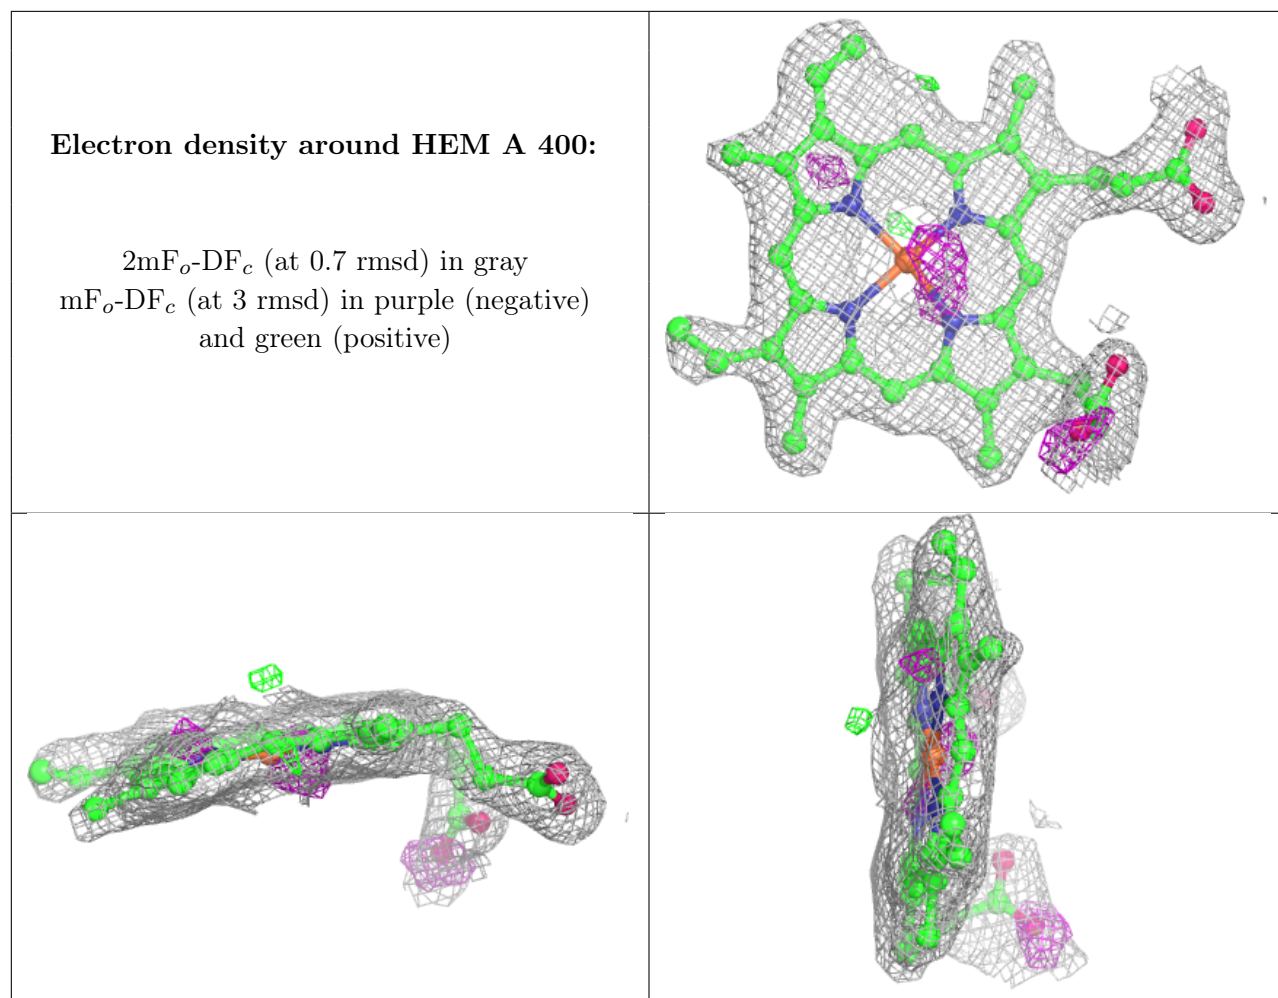 Electron density around HEM A 400:
2mFo-DFc (at 0.7 rmsd) in gray
mFo-DFc (at 3 rmsd) in purple (negative)
and green (positive)